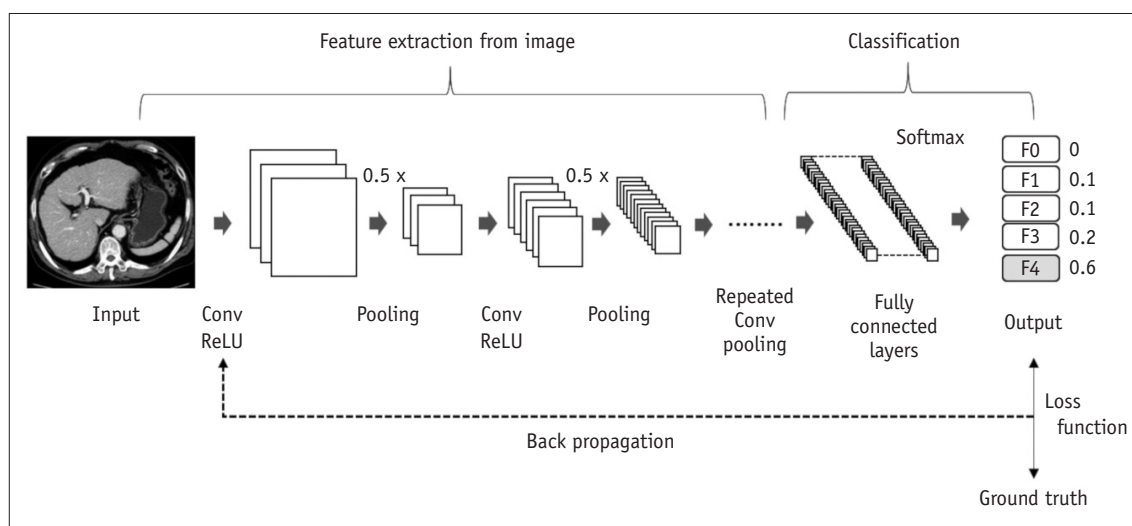 Feature extraction from image
Classification
Softmax
0.5 x
0.5 x
F0 0
F1 0.1
F2 0.1
F3 0.2
F4 0.6
Input
Conv
ReLU
Pooling
Conv
ReLU
Pooling
Repeated
Conv
pooling
Fully
connected
layers
Output
Back propagation
Loss
function
Ground truth